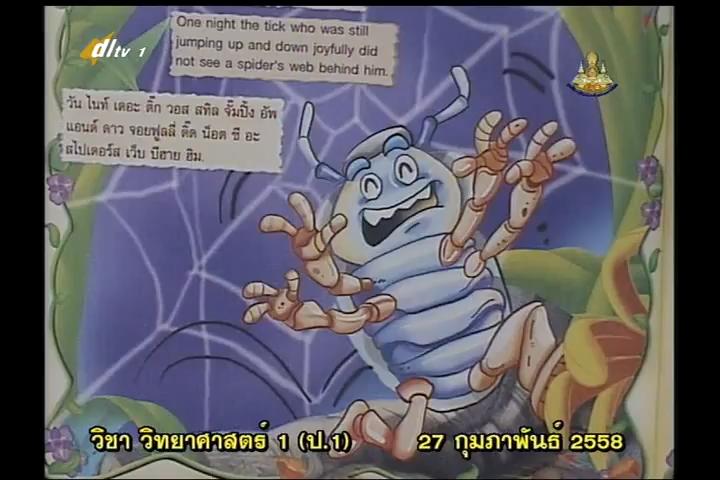 One night the tick who was still
jumping up and down joyfully did
not see a spider's web behind him.
dltv 1
วัน ไนท์ เดอะ ติ๊ก วอส สทิล จั๊มปิ้ง อัพ
แอนด์ ดาว จอยฟูลลี่ ดิ๊ด น็อต ซี อะ
สไปเดอร์ส เว็บ บีฮาย ฮิม.
วิชา วิทยาศาสตร์ 1 (ป.1) 27 กุมภาพันธ์ 2558